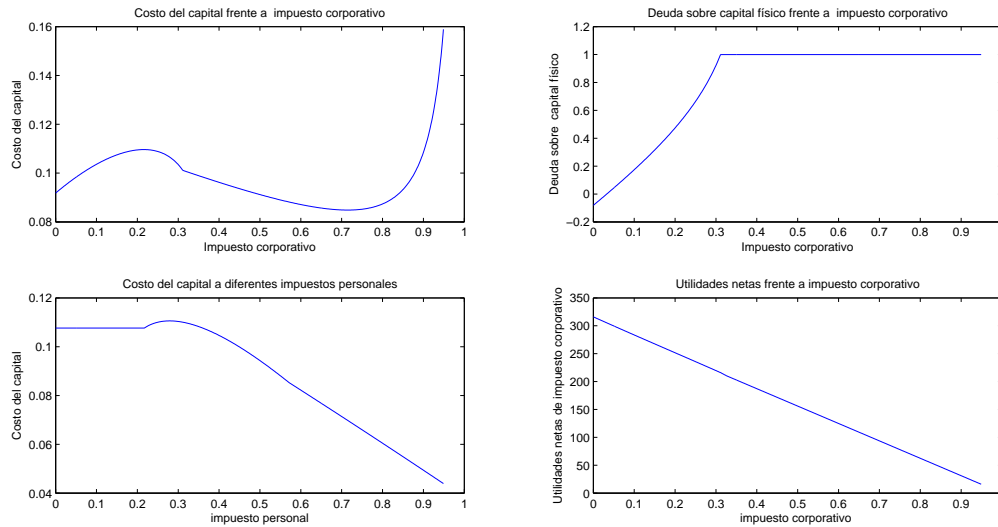 Costo del capital frente a impuesto corporativo
0.16
0.14
0.12
0.1
0.08
Costo del capital
0 0.1 0.2 0.3 0.4 0.5 0.6 0.7 0.8 0.9 1
Impuesto corporativo
Deuda sobre capital físico frente a impuesto corporativo
1.2
1
0.8
0.6
0.4
0.2
0
−0.2
Deuda sobre capital físico
0 0.1 0.2 0.3 0.4 0.5 0.6 0.7 0.8 0.9
Impuesto corporativo
Costo del capital a diferentes impuestos personales
0.12
0.1
0.08
0.06
0.04
Costo del capital
0 0.1 0.2 0.3 0.4 0.5 0.6 0.7 0.8 0.9 1
impuesto personal
Utilidades netas frente a impuesto corporativo
350
300
250
200
150
100
50
0
Utilidades netas de impuesto corporativo
0 0.1 0.2 0.3 0.4 0.5 0.6 0.7 0.8 0.9
impuesto corporativo